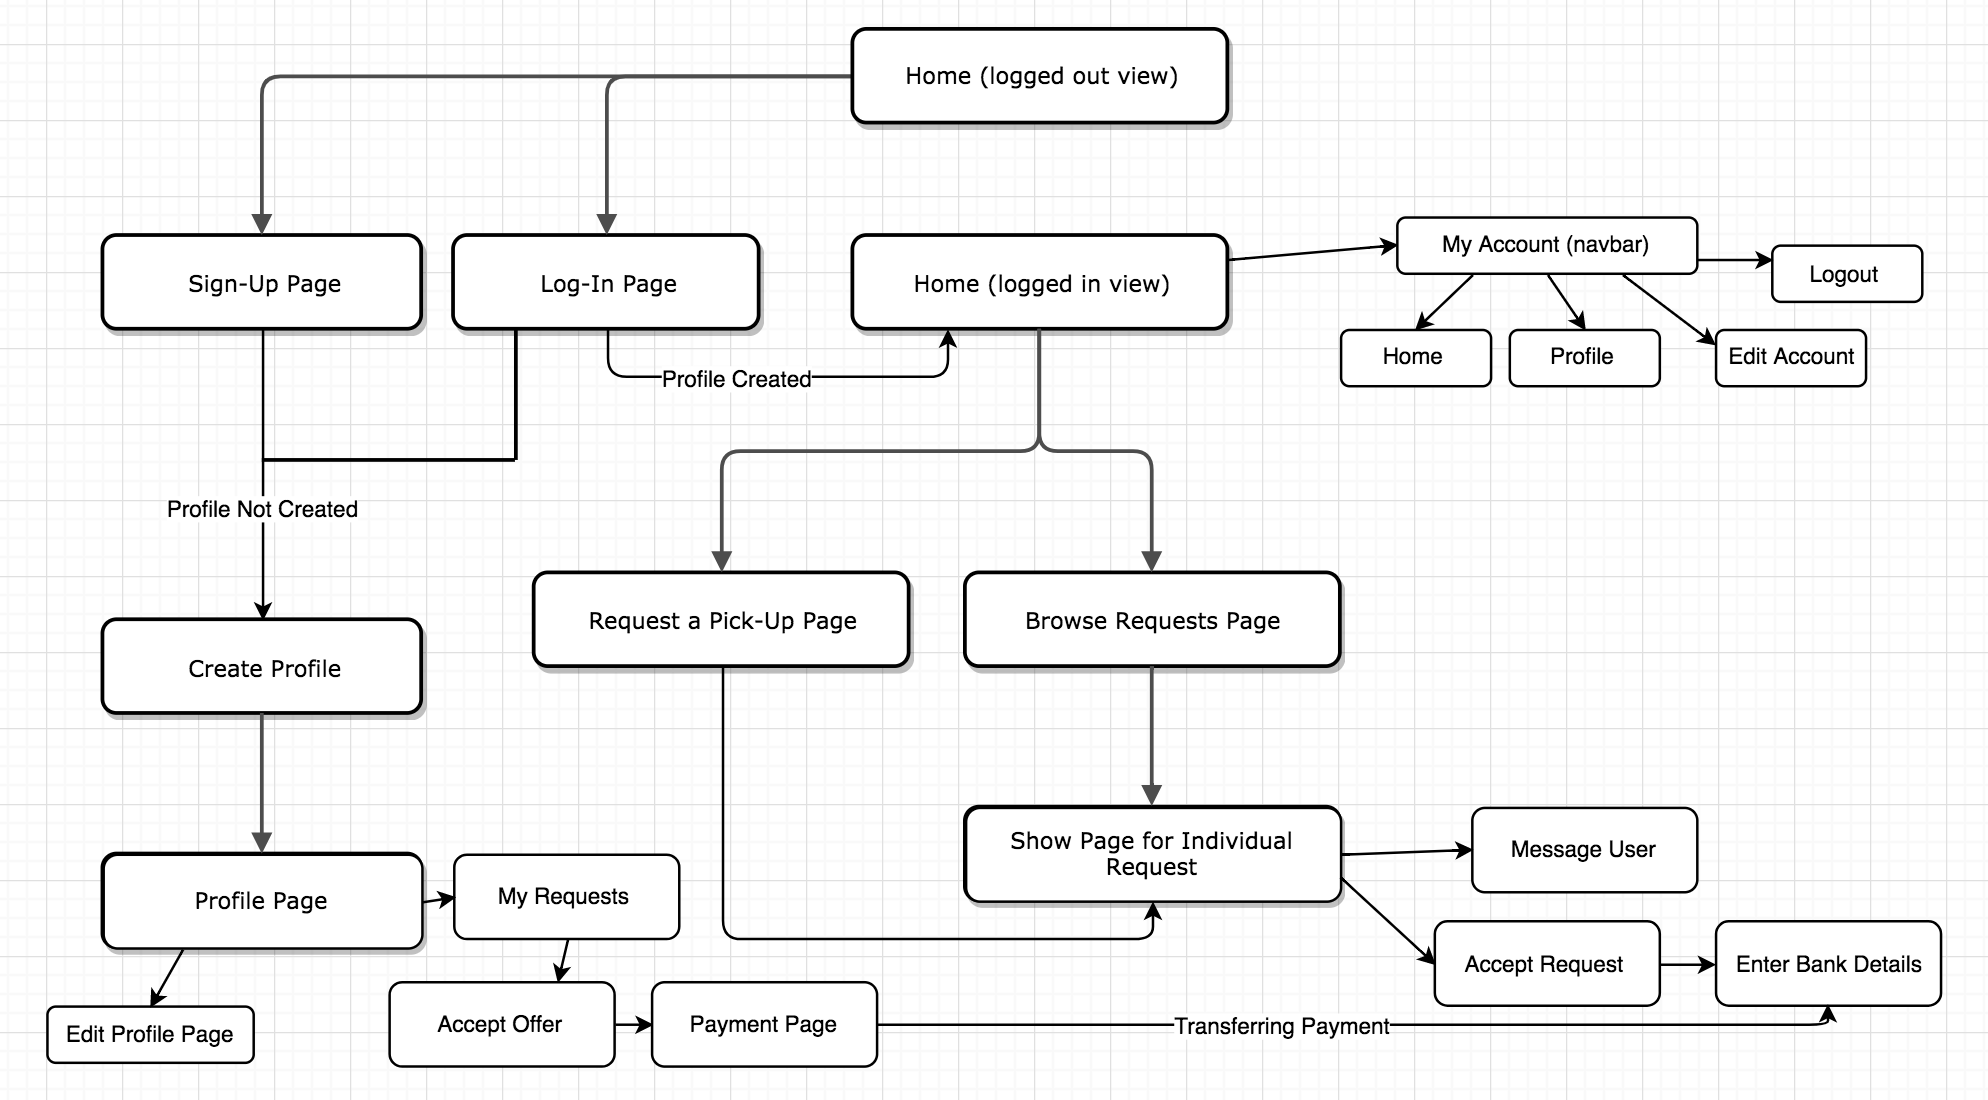 Home (logged out view)
Sign-Up Page
Log-In Page
Home (logged in view)
My Account (navbar)
Logout
Home
Profile
Edit Account
Profile Created
Profile Not Created
Request a Pick-Up Page
Browse Requests Page
Create Profile
Show Page for Individual
Request
Message User
Profile Page
My Requests
Accept Request
Enter Bank Details
Edit Profile Page
Accept Offer
Payment Page
Transferring Payment